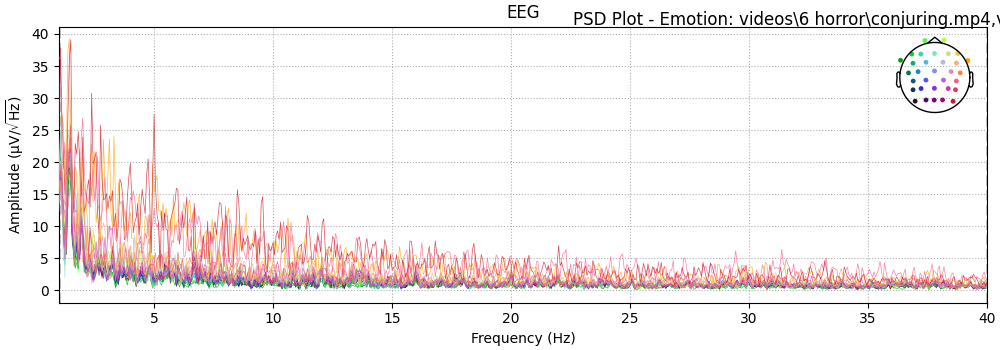 EEG
PSD Plot - Emotion: videos\6 horror\conjuring.mp4,v
40
35
30
25
20
15
10
5
0
Amplitude (µV/√Hz)
5 10 15 20 25 30 35 40
Frequency (Hz)